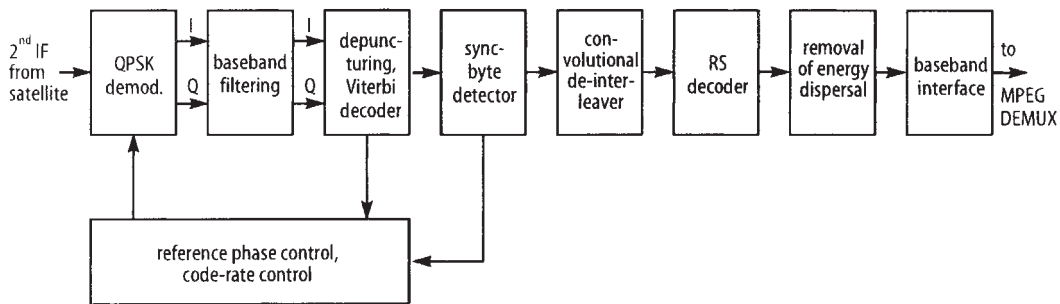 2nd IF
from
satellite
QPSK
demod.
I
Q
baseband
filtering
I
Q
depunc-
turing,
Viterbi
decoder
sync-
byte
detector
con-
volutional
de-inter-
leaver
RS
decoder
removal
of energy
dispersal
baseband
interface
to
MPEG
DEMUX
reference phase control,
code-rate control